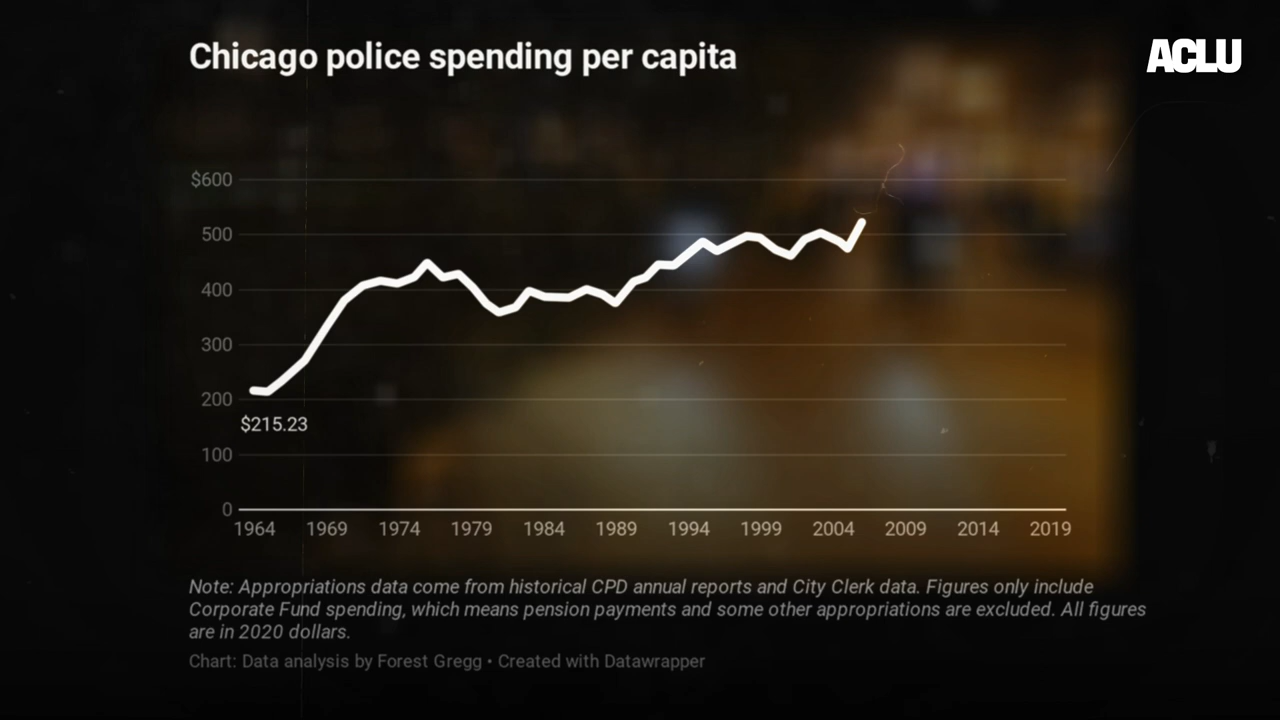 Chicago police spending per capita
ACLU
$600
500
400
300
200
$215.23
100
0
1964 1969 1974 1979 1984 1989 1994 1999 2004 2009 2014 2019
Note: Appropriations data come from historical CPD annual reports and City Clerk data. Figures only include
Corporate Fund spending, which means pension payments and some other appropriations are excluded. All figures
are in 2020 dollars.
Chart: Data analysis by Forest Gregg • Created with Datawrapper